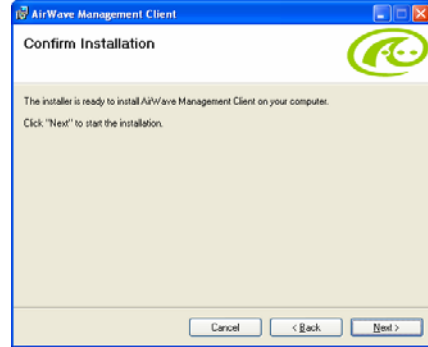 AirWave Management Client
Confirm Installation
The installer is ready to install AirWave Management Client on your computer.
Click "Next" to start the installation.
Cancel
< Back
Next >